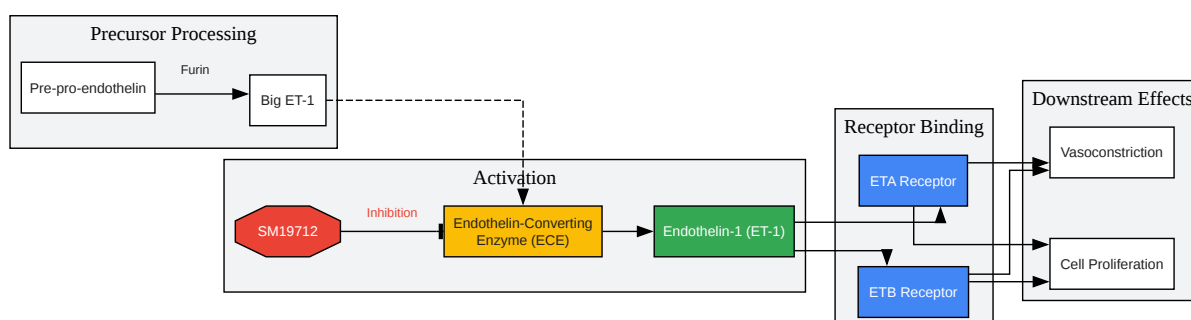 Precursor Processing
Pre-pro-endothelin
Furin
Big ET-1
Activation
SM19712
Inhibition
Endothelin-Converting
Enzyme (ECE)
Endothelin-1 (ET-1)
Receptor Binding
ETA Receptor
ETB Receptor
Downstream Effects
Vasoconstriction
Cell Proliferation